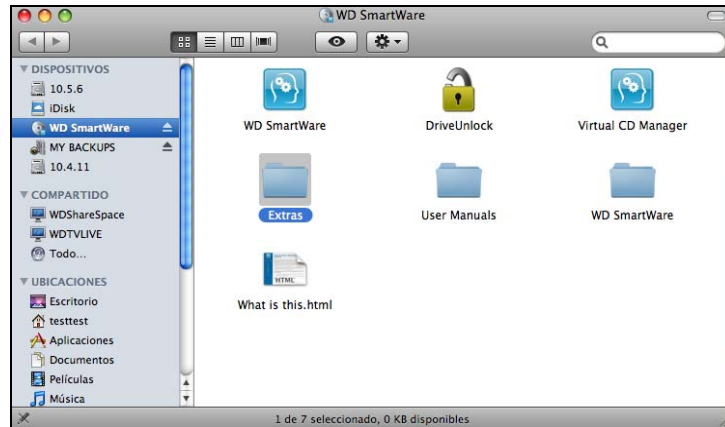 WD SmartWare
DISPOSITIVOS
10.5.6
iDisk
WD SmartWare
MY BACKUPS
10.4.11
COMPARTIDO
WDShareSpace
WDTVLIVE
Todo...
UBICACIONES
Escritorio
testtest
Aplicaciones
Documentos
Películas
Música
WD SmartWare
DriveUnlock
Virtual CD Manager
Extras
User Manuals
WD SmartWare
HTML
What is this.html
1 de 7 seleccionado, 0 KB disponibles